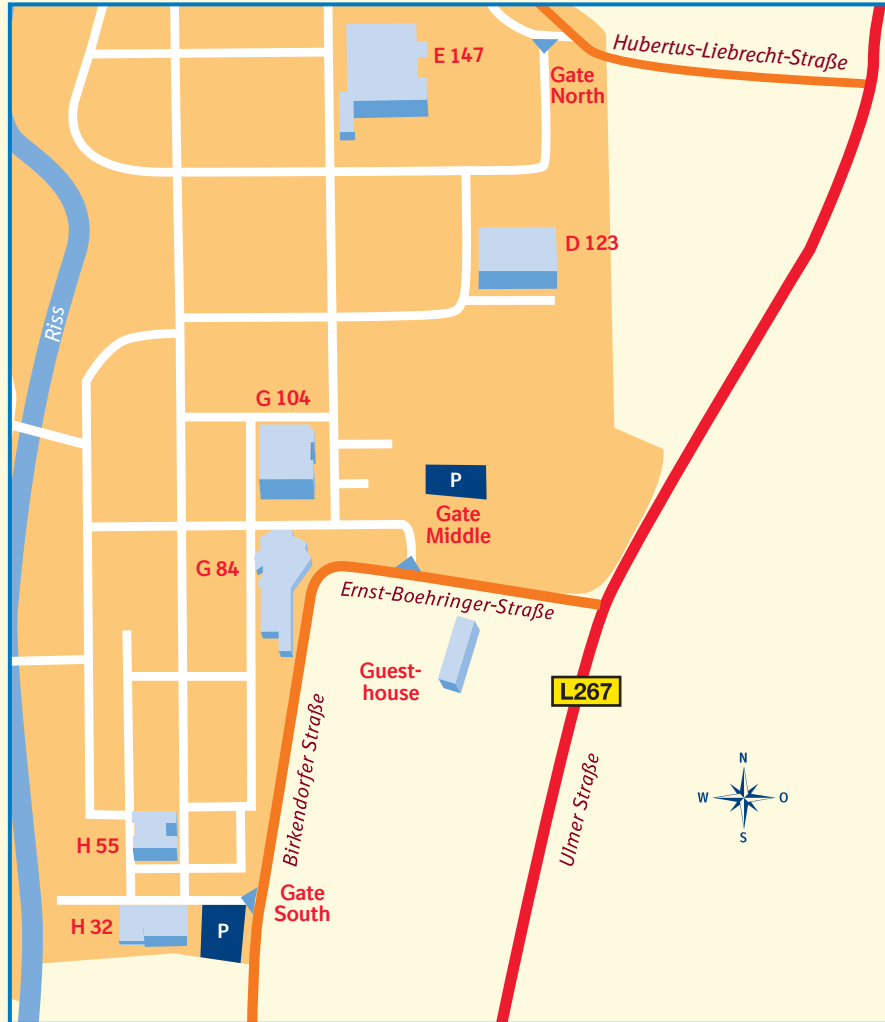 Hubertus-Liebrecht-Straße
E 147
Gate
North
D 123
Riss
G 104
P
Gate
Middle
G 84
Ernst-Boehringer-Straße
Guest-
house
L267
Birkendorfer Straße
Ulmer Straße
N
W
O
S
H 55
Gate
South
H 32
P